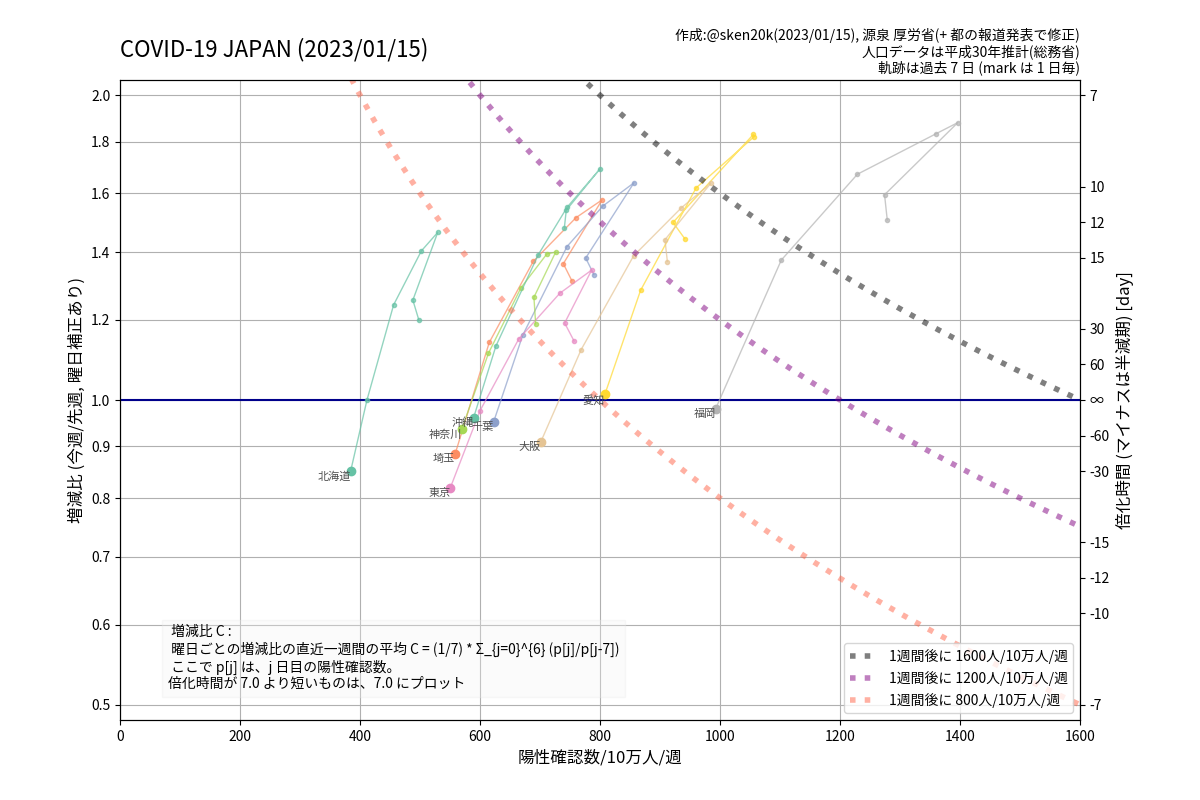 COVID-19 JAPAN (2023/01/15)
作成:@sken20k(2023/01/15), 源泉 厚労省(+ 都の報道発表で修正)
人口データは平成30年推計(総務省)
軌跡は過去 7 日 (mark は 1 日毎)
増減比 (今週/先週, 曜日補正あり)
2.0
1.8
1.6
1.4
1.2
1.0
0.9
0.8
0.7
0.6
0.5
北海道
東京
埼玉
神奈川
沖縄
千葉
大阪
愛知
福岡
7
10
12
15
30
60
∞
-60
-30
-15
-12
-10
-7
倍化時間 (マイナスは半減期) [day]
増減比 C :
曜日ごとの増減比の直近一週間の平均 C = (1/7) * Σ_{j=0}^{6} (p[j]/p[j-7])
ここで p[j] は、j 日目の陽性確認数。
倍化時間が 7.0 より短いものは、7.0 にプロット
1週間後に 1600人/10万人/週
1週間後に 1200人/10万人/週
1週間後に 800人/10万人/週
0 200 400 600 800 1000 1200 1400 1600
陽性確認数/10万人/週